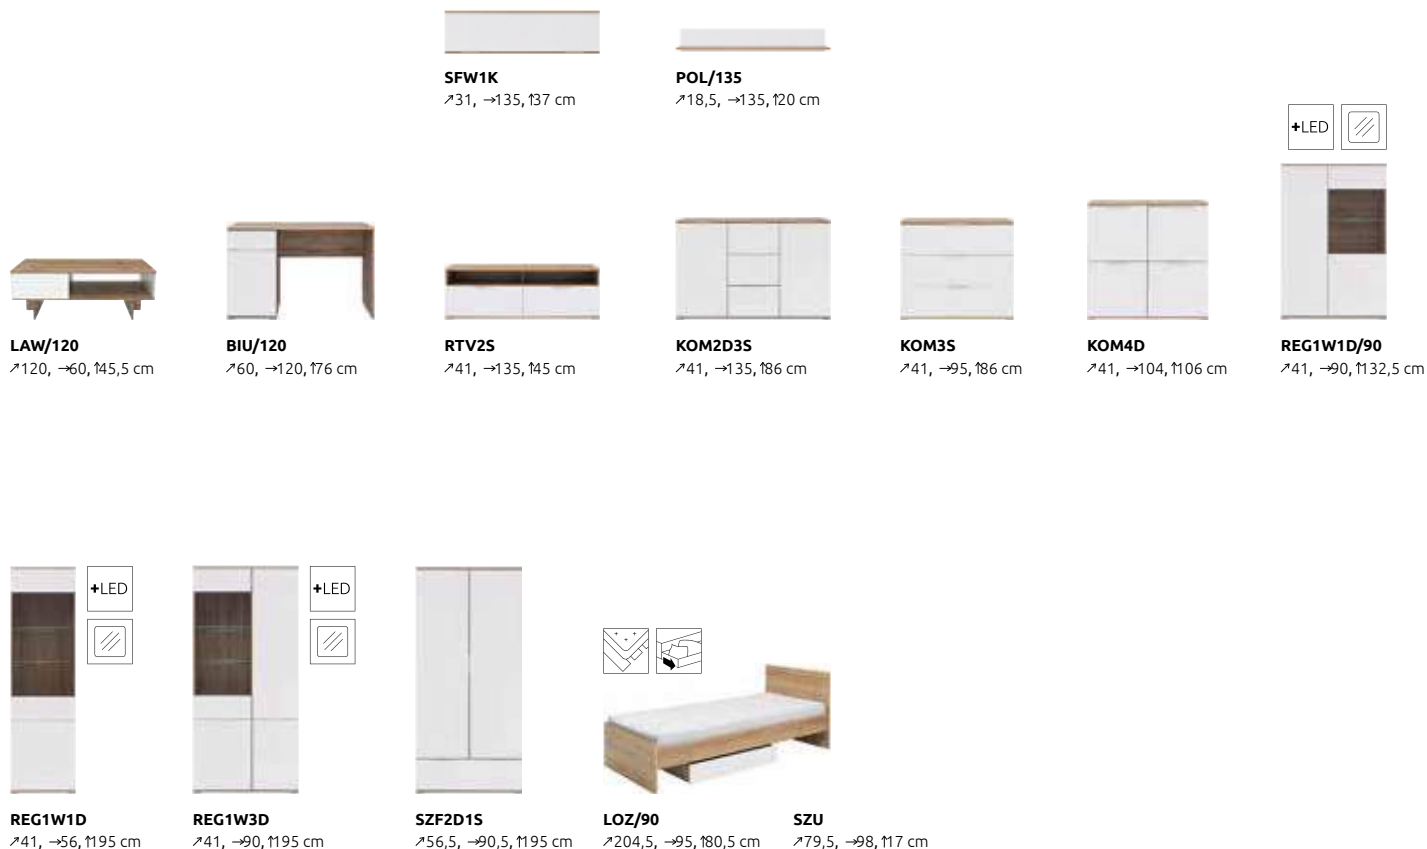 SFW1K
↗31, →135, ↑37 cm
POL/135
↗18,5, →135, ↑20 cm
+LED
LAW/120
↗120, →60, ↑45,5 cm
BIU/120
↗60, →120, ↑76 cm
RTV2S
↗41, →135, ↑45 cm
KOM2D3S
↗41, →135, ↑86 cm
KOM3S
↗41, →95, ↑86 cm
KOM4D
↗41, →104, ↑106 cm
REG1W1D/90
↗41, →90, ↑132,5 cm
+LED
+LED
REG1W1D
↗41, →56, ↑195 cm
REG1W3D
↗41, →90, ↑195 cm
SZF2D1S
↗56,5, →90,5, ↑195 cm
LOZ/90
↗204,5, →95, ↑80,5 cm
SZU
↗79,5, →98, ↑17 cm